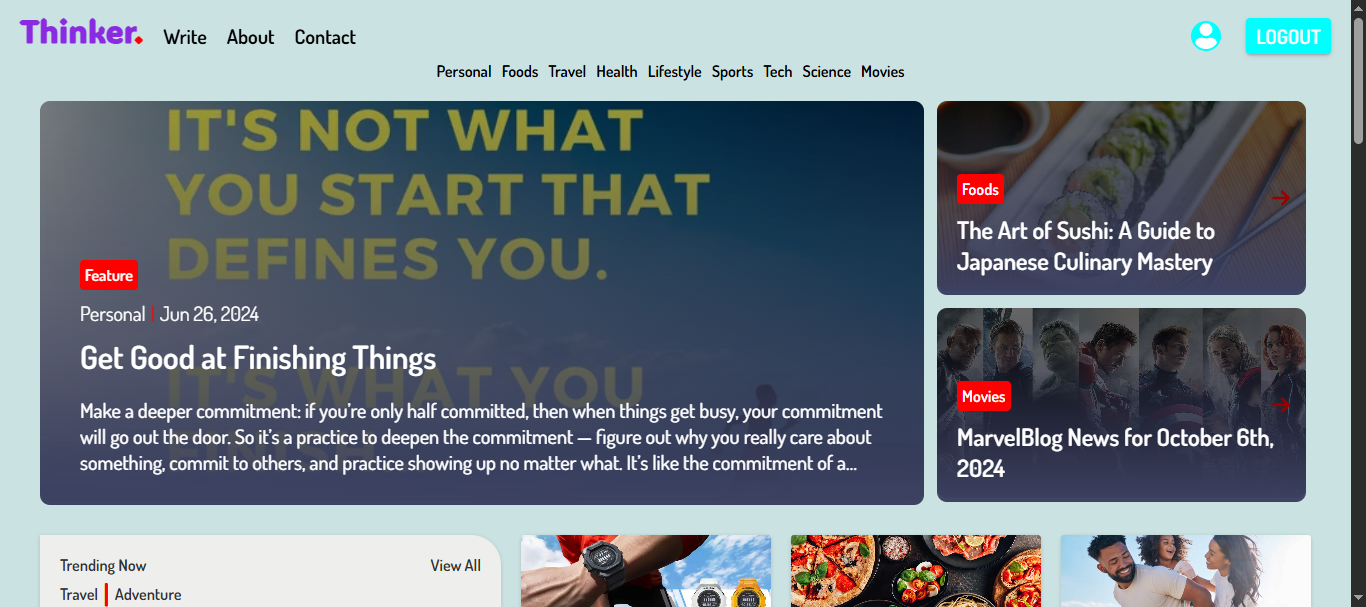 Thinker.
Write About Contact
LOGOUT
Personal Foods Travel Health Lifestyle Sports Tech Science Movies
IT'S NOT WHAT
YOU START THAT
DEFINES YOU.
IT'S WHAT YOU
FINISH
Feature
Personal | Jun 26, 2024
Get Good at Finishing Things
Make a deeper commitment: if you’re only half committed, then when things get busy, your commitment
will go out the door. So it’s a practice to deepen the commitment — figure out why you really care about
something, commit to others, and practice showing up no matter what. It’s like the commitment of a...
Foods
The Art of Sushi: A Guide to
Japanese Culinary Mastery
Movies
MarvelBlog News for October 6th,
2024
Trending Now
View All
Travel | Adventure